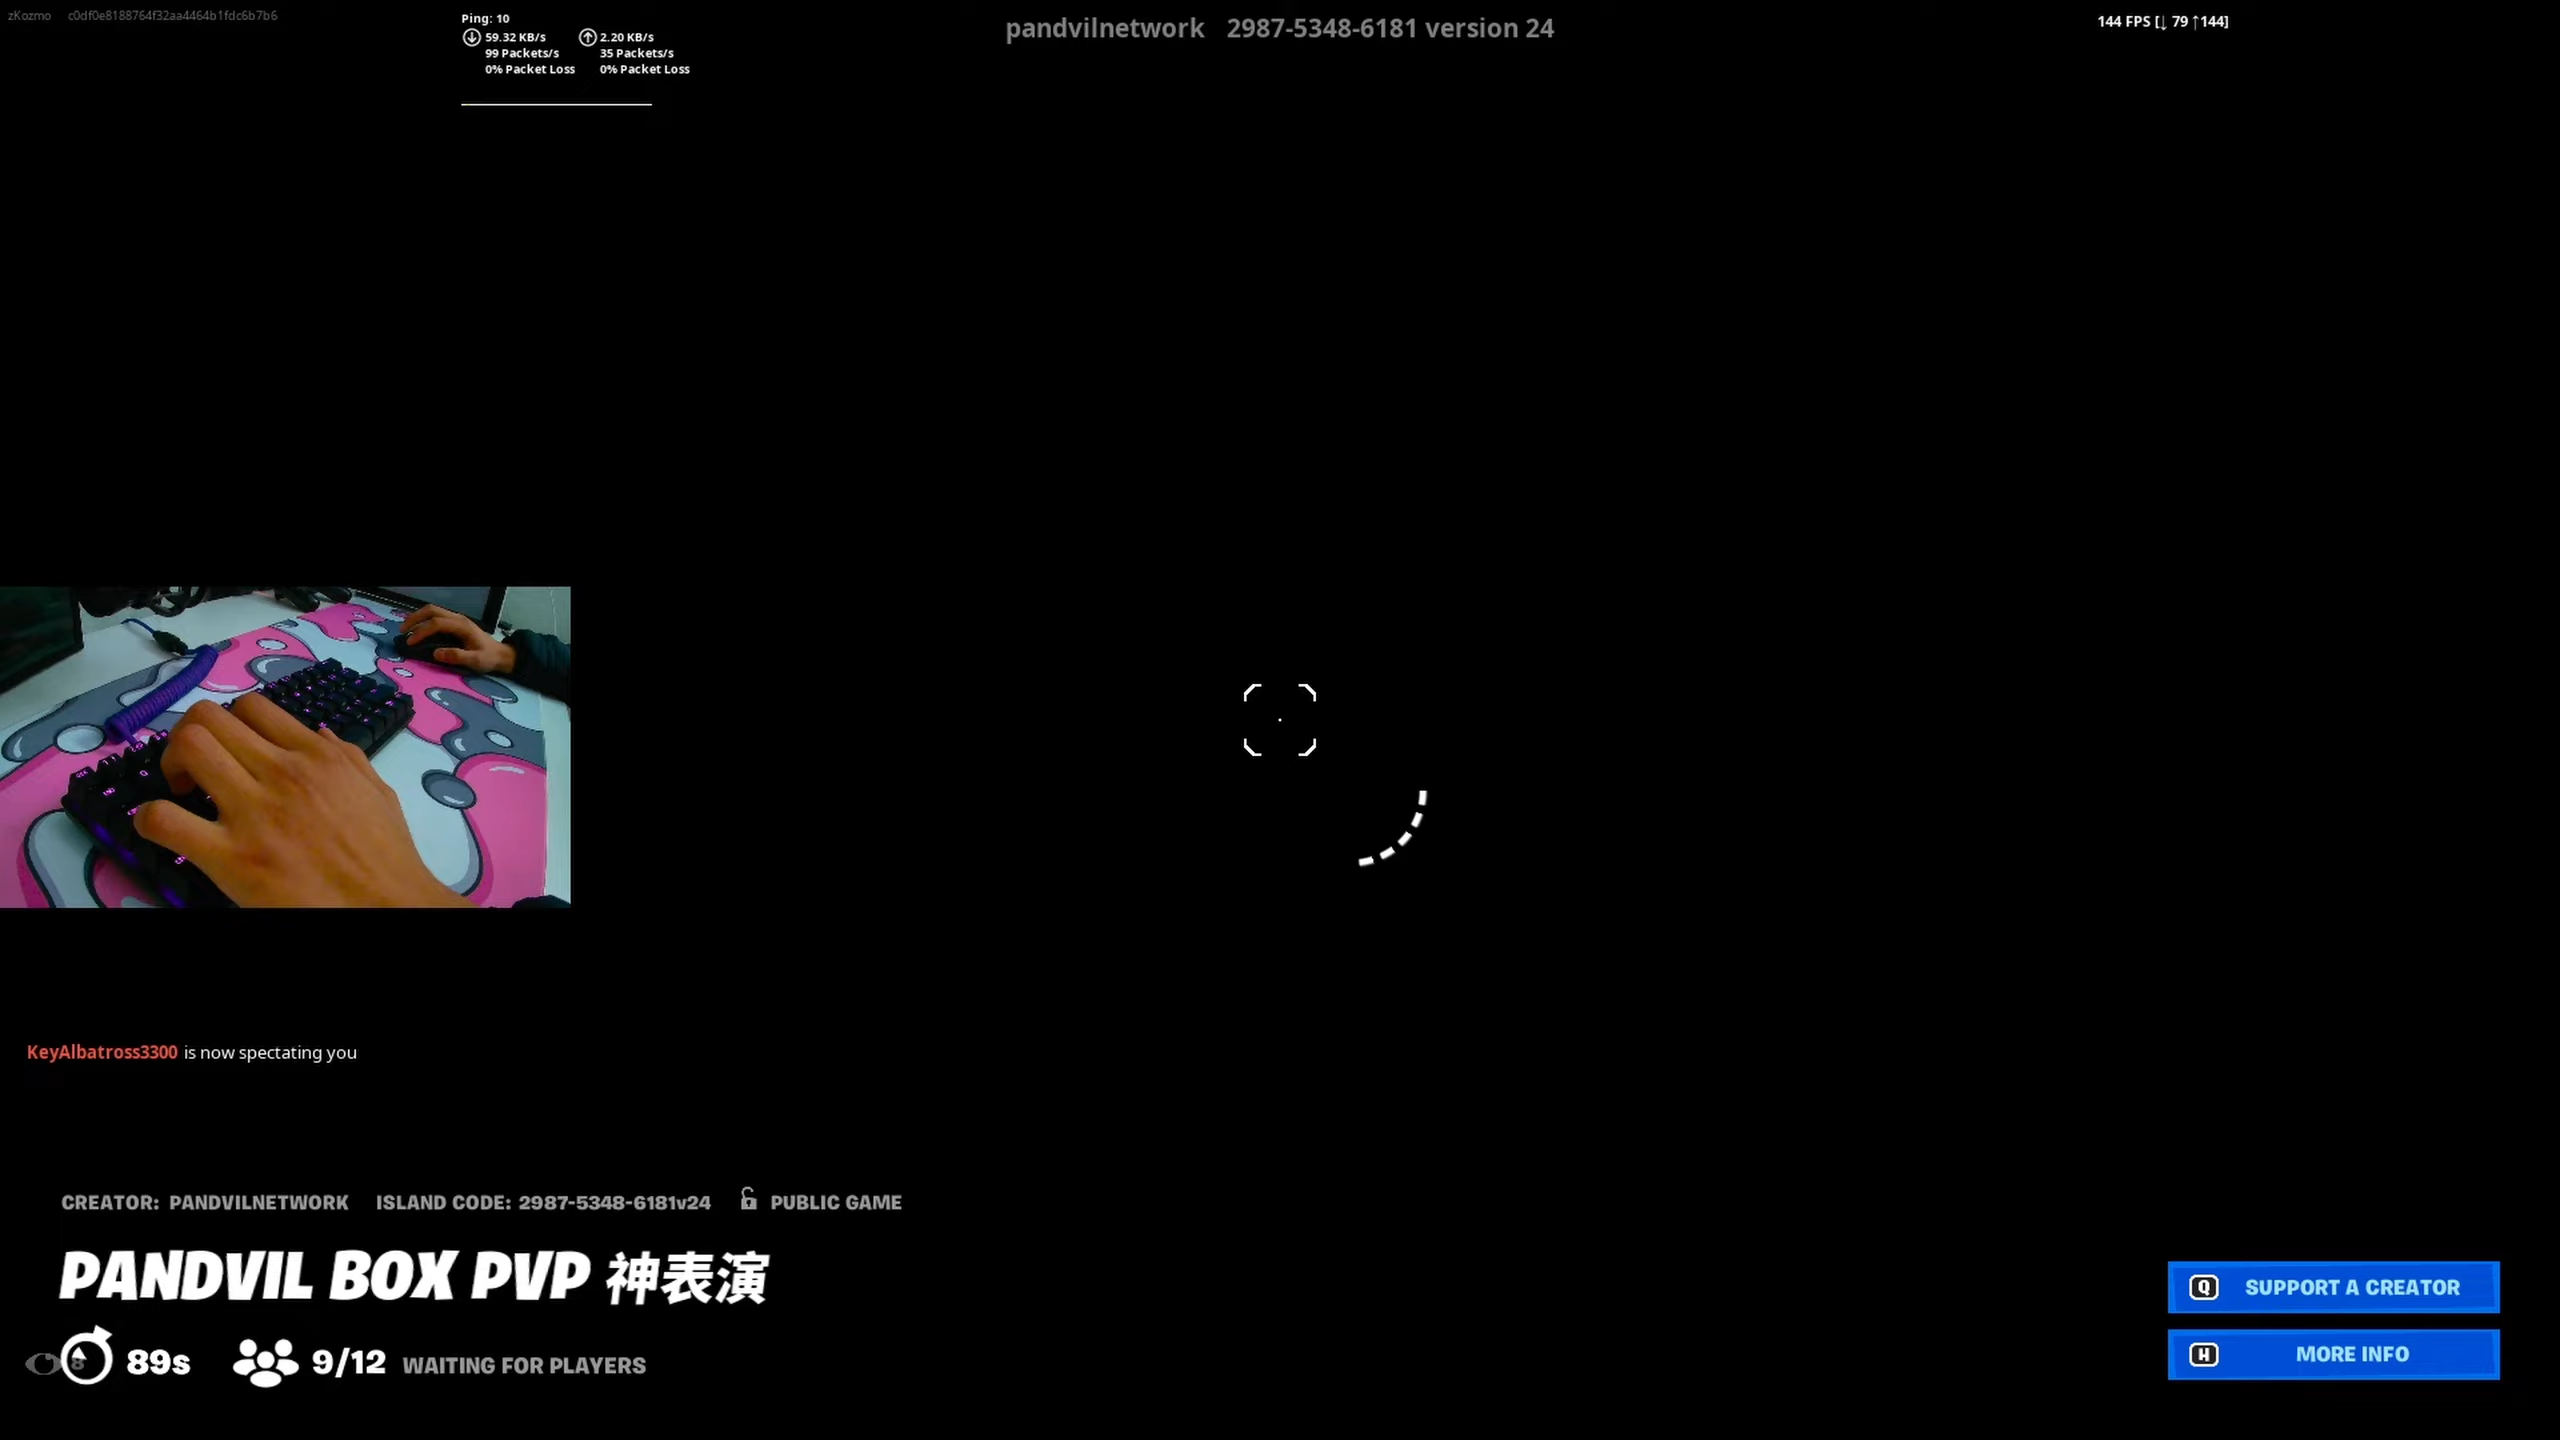 zKozmo c0df0e8188764f32aa4464b1fdc6b7b6
Ping: 10
59.32 KB/s 2.20 KB/s
99 Packets/s 35 Packets/s
0% Packet Loss 0% Packet Loss
pandvilnetwork 2987-5348-6181 version 24
144 FPS [↓ 79 ↑144]
KeyAlbatross3300 is now spectating you
CREATOR: PANDVILNETWORK ISLAND CODE: 2987-5348-6181v24 PUBLIC GAME
PANDVIL BOX PVP 神表演
8 89s 9/12 WAITING FOR PLAYERS
Q SUPPORT A CREATOR
H MORE INFO